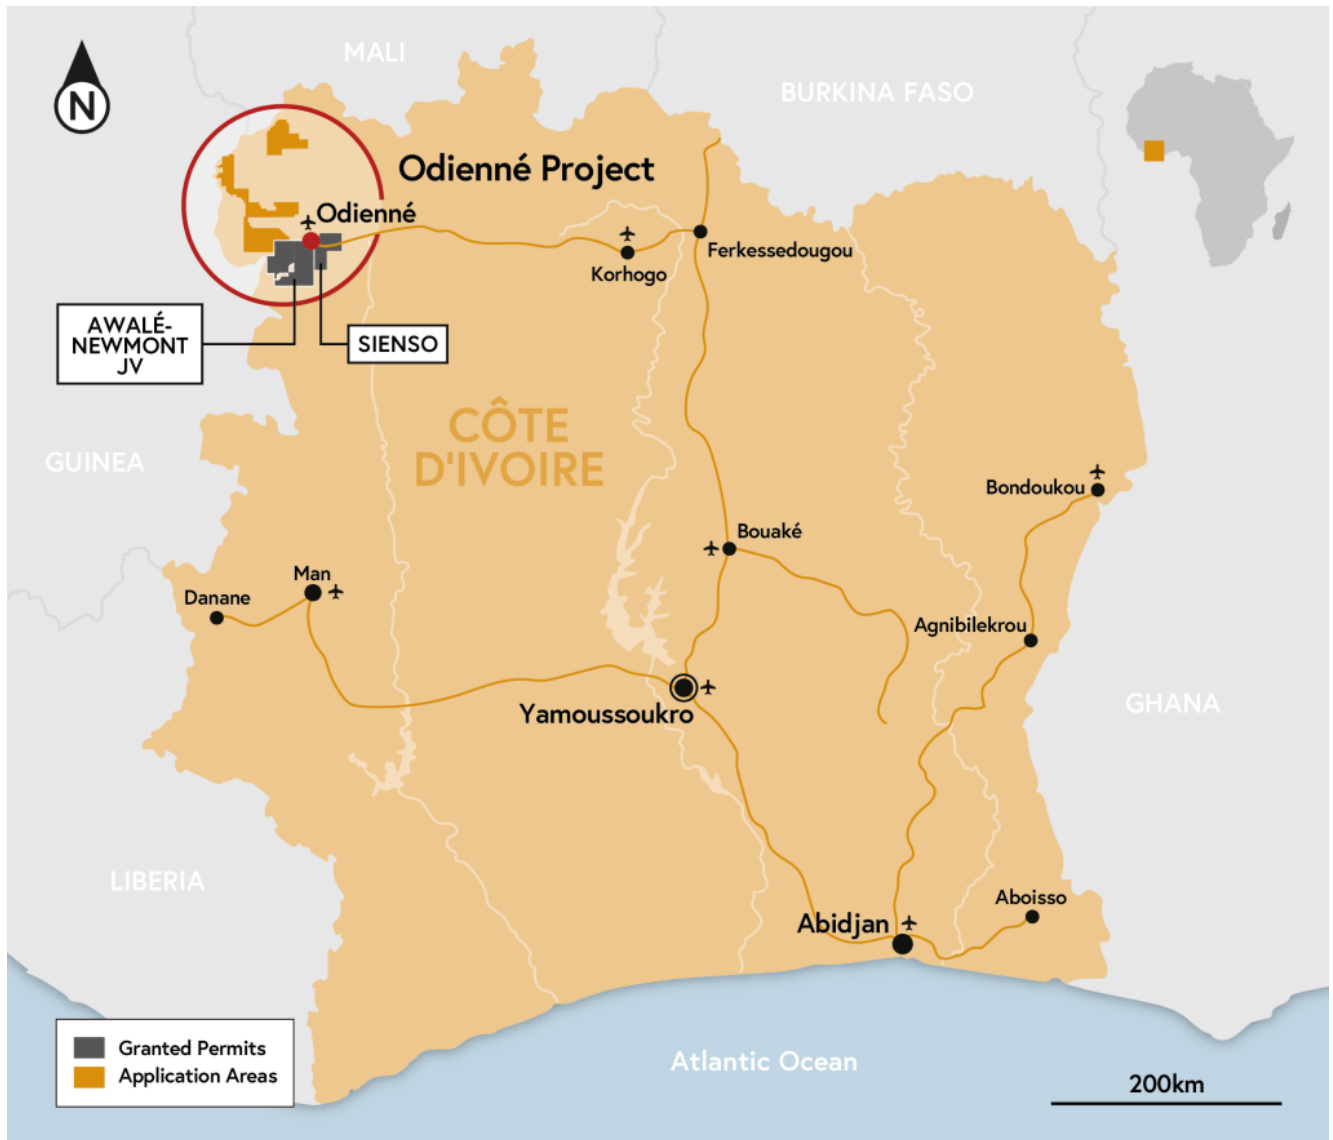 MALI
BURKINA FASO
N
Odienné Project
Odienné
Ferkessedougou
Korhogo
AWALÉ-
NEWMONT
JV
SIENSO
CÔTE
D'IVOIRE
GUINEA
Bondoukou
Bouaké
Man
Danane
Agnibilekrou
GHANA
Yamoussoukro
LIBERIA
Aboisso
Abidjan
Granted Permits
Application Areas
Atlantic Ocean
200km